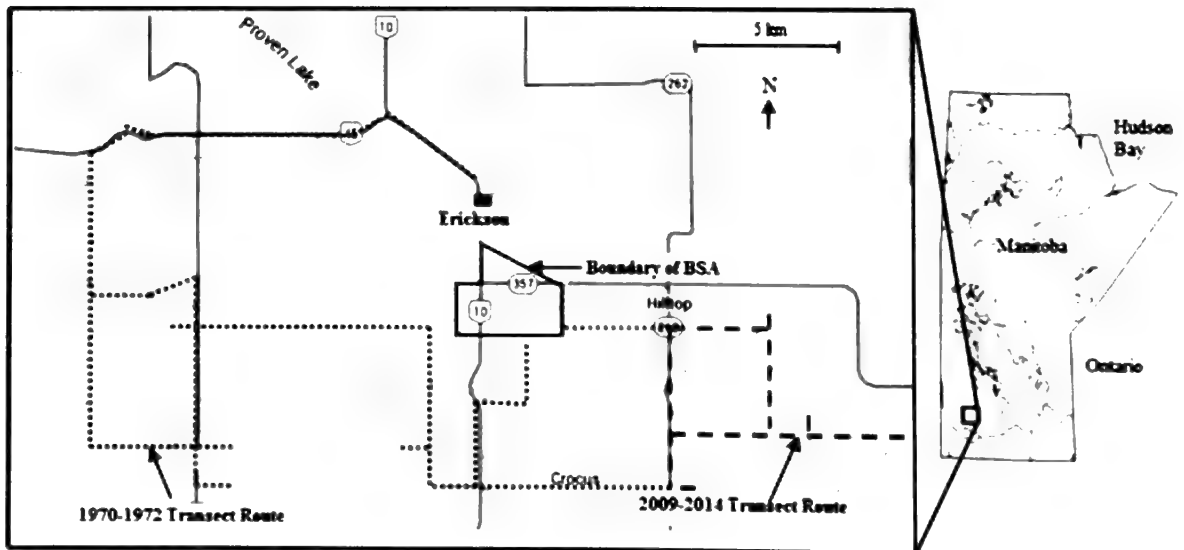 10
Proven Lake
5 km
262
N
45
Hudson
Bay
Erickson
Manitoba
Boundary of BSA
357
Hilltop
10
Ontario
Crocus
1970-1972 Transect Route
2009-2014 Transect Route